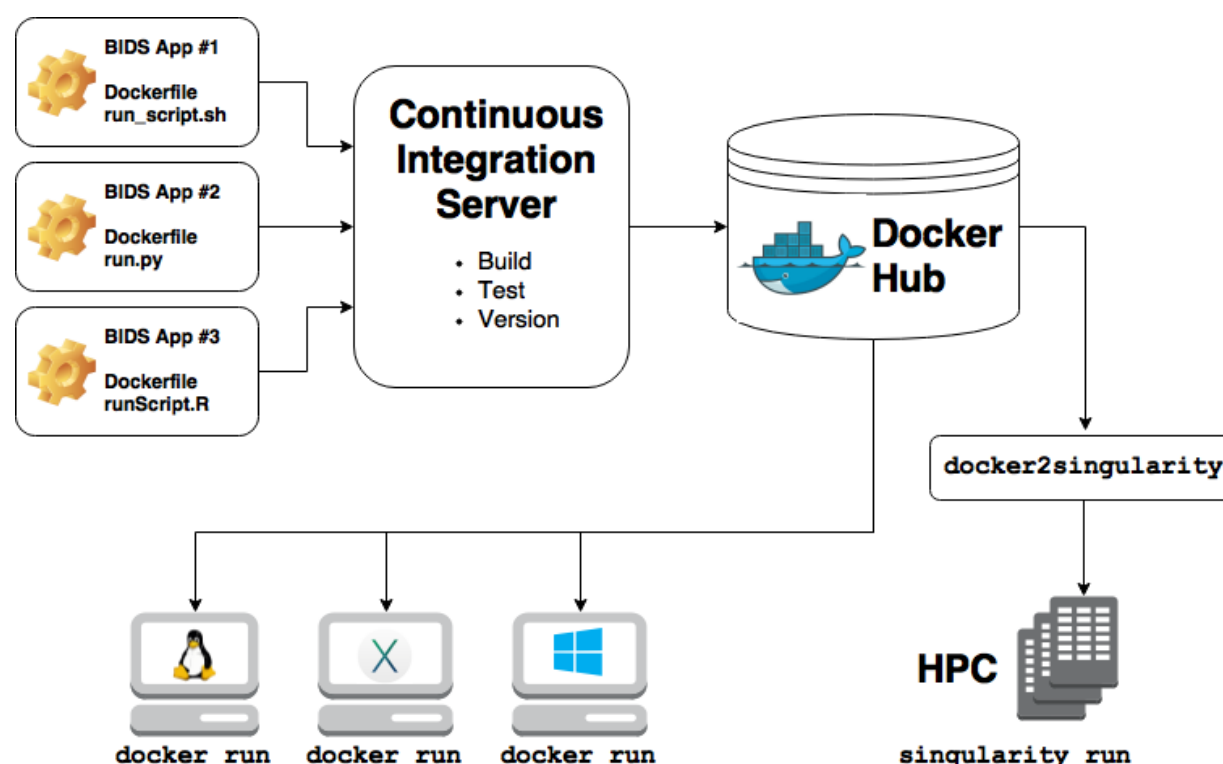 BIDS App #1
Dockerfile
run_script.sh
BIDS App #2
Dockerfile
run.py
BIDS App #3
Dockerfile
runScript.R
Continuous
Integration
Server
• Build
• Test
• Version
Docker
Hub
docker2singularity
HPC
docker run
docker run
docker run
singularity run